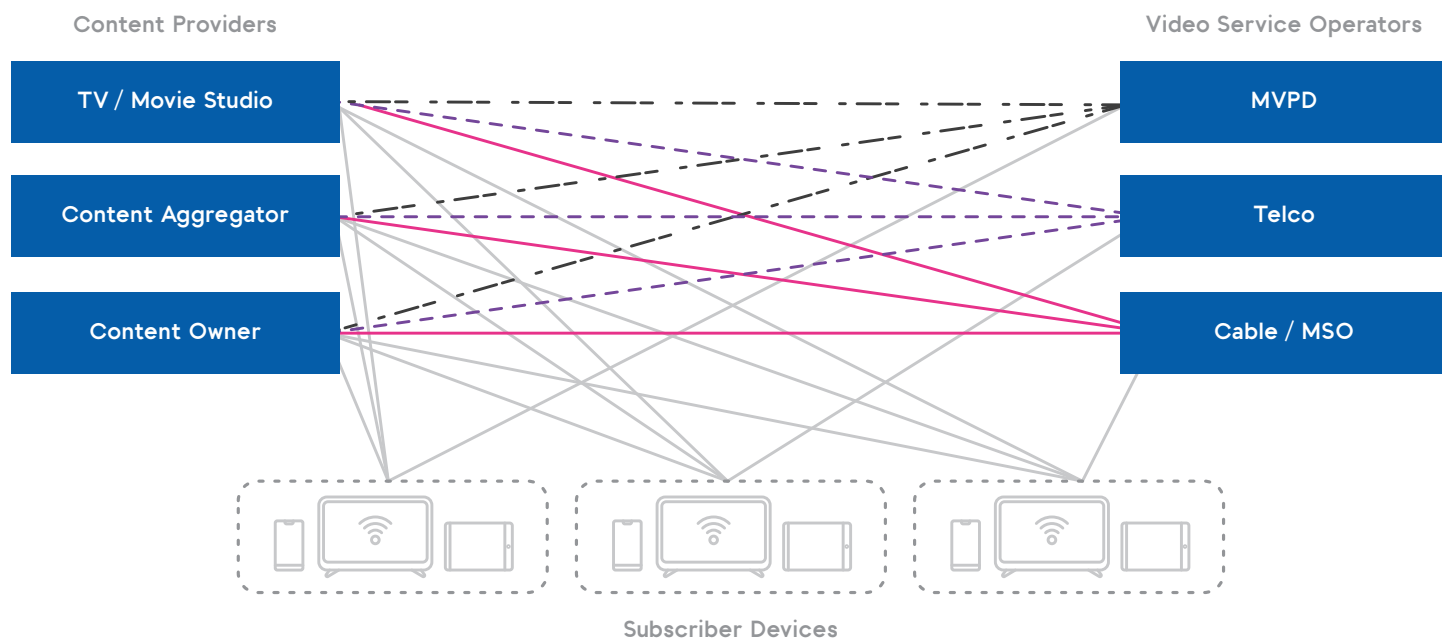 Content Providers
Video Service Operators
TV / Movie Studio
MVPD
Content Aggregator
Telco
Content Owner
Cable / MSO
Subscriber Devices